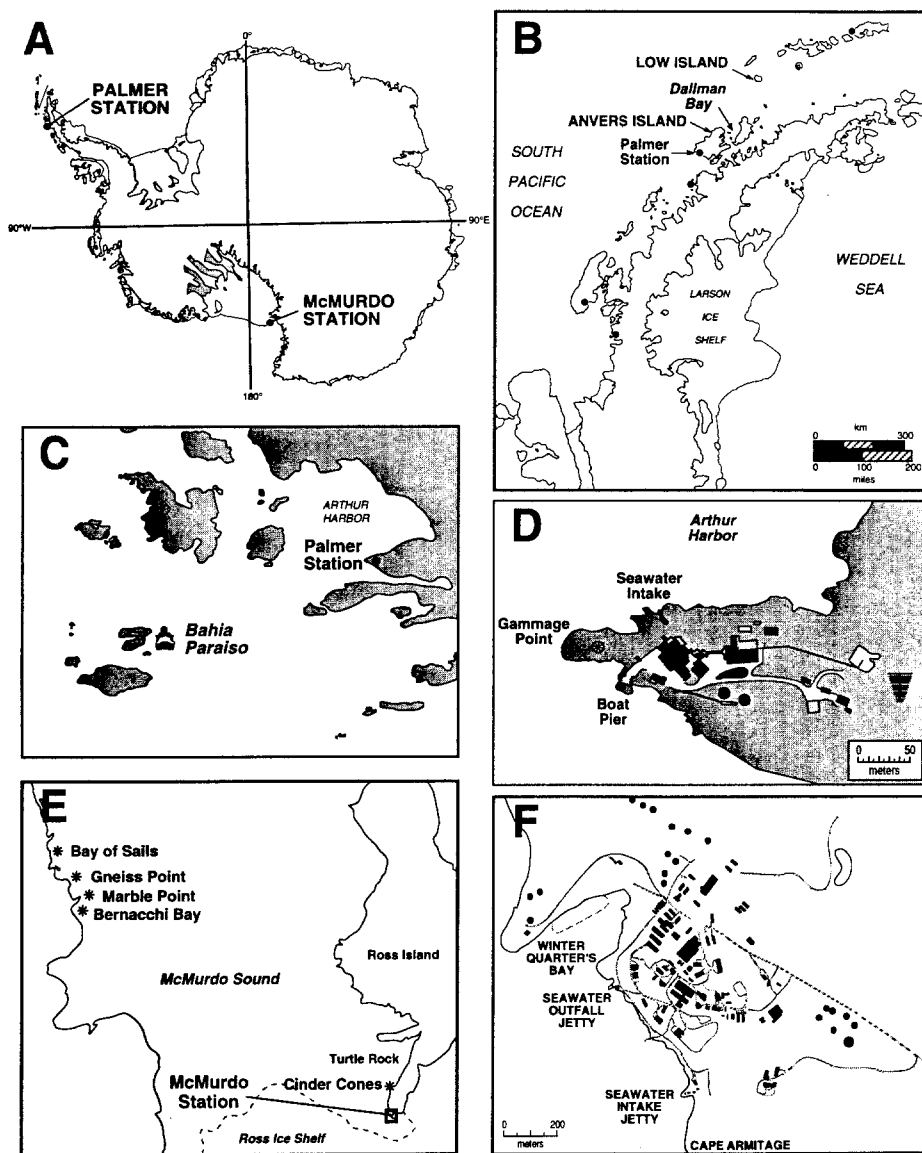 A
0°
PALMER
STATION
90°W
90°E
McMURDO
STATION
180°
B
LOW ISLAND
Dallman
Bay
ANVERS ISLAND
Palmer
Station
SOUTH
PACIFIC
OCEAN
WEDDELL
SEA
LARSON
ICE
SHELF
km
0 300
0 200
miles
C
ARTHUR
HARBOR
Palmer
Station
Bahia
Paraiso
D
Arthur
Harbor
Seawater
Intake
Gammage
Point
Boat
Pier
0 50
meters
E
Bay of Sails
Gneiss Point
Marble Point
Bernacchi Bay
Ross Island
McMurdo Sound
Turtle Rock
McMurdo
Station
Cinder Cones
Ross Ice Shelf
F
WINTER
QUARTER'S
BAY
SEAWATER
OUTFALL
JETTY
SEAWATER
INTAKE
JETTY
0 200
meters
CAPE ARMITAGE